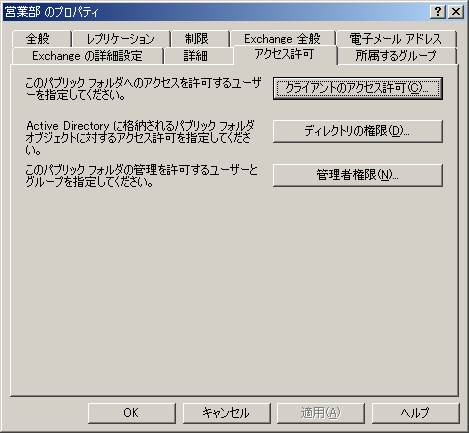 営業部 のプロパティ
全般
レプリケーション
制限
Exchange 全般
電子メール アドレス
Exchange の詳細設定
詳細
アクセス許可
所属するグループ
このパブリック フォルダへのアクセスを許可するユーザー
を指定してください。
クライアントのアクセス許可(C)...
Active Directory に格納されるパブリック フォルダ
オブジェクトに対するアクセス許可を指定してくださ
い。
ディレクトリの権限(D)...
このパブリック フォルダの管理を許可するユーザーと
グループを指定してください。
管理者権限(N)...
OK
キャンセル
適用(A)
ヘルプ